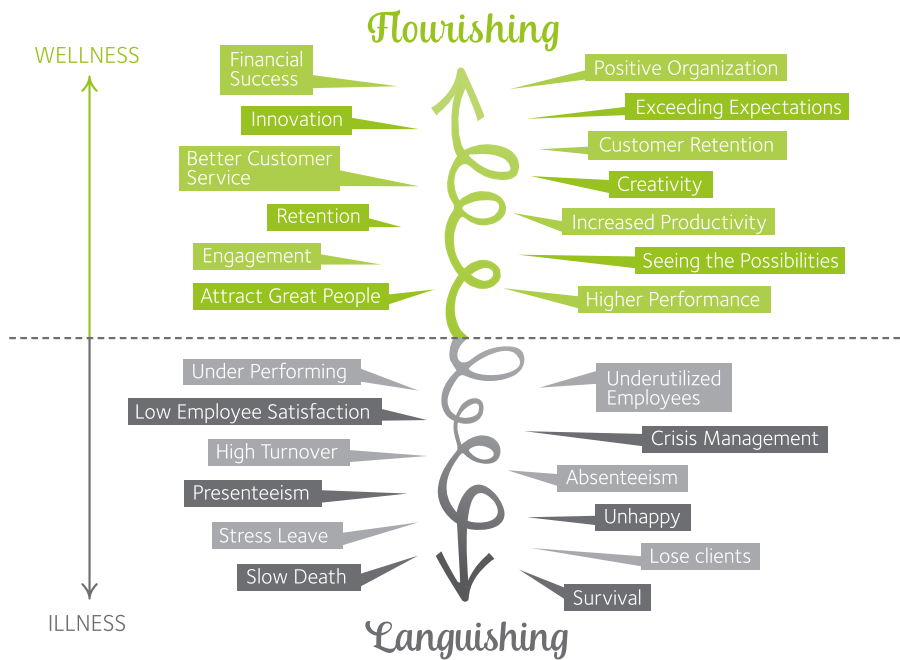 Flourishing
WELLNESS
Financial
Success
Positive Organization
Innovation
Exceeding Expectations
Better Customer
Service
Customer Retention
Creativity
Retention
Increased Productivity
Engagement
Seeing the Possibilities
Attract Great People
Higher Performance
Under Performing
Underutilized
Employees
Low Employee Satisfaction
Crisis Management
High Turnover
Absenteeism
Presenteeism
Unhappy
Stress Leave
Lose clients
Slow Death
Survival
ILLNESS
Languishing